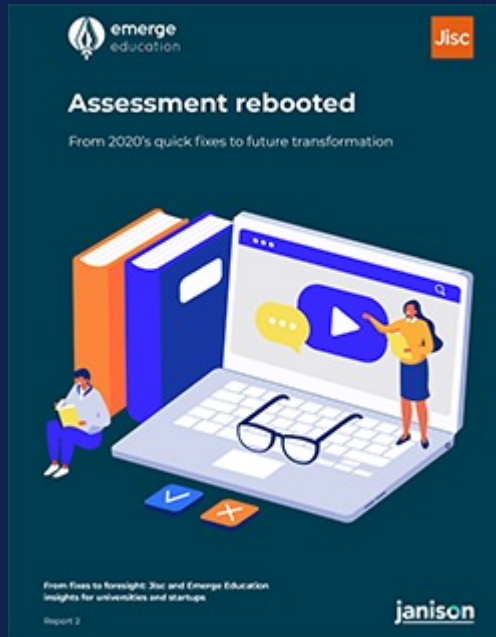 emerge
education
Jisc
Assessment rebooted
From 2020's quick fixes to future transformation
From fixes to foresight: Jisc and Emerge Education
insights for universities and startups
Report 2
janison